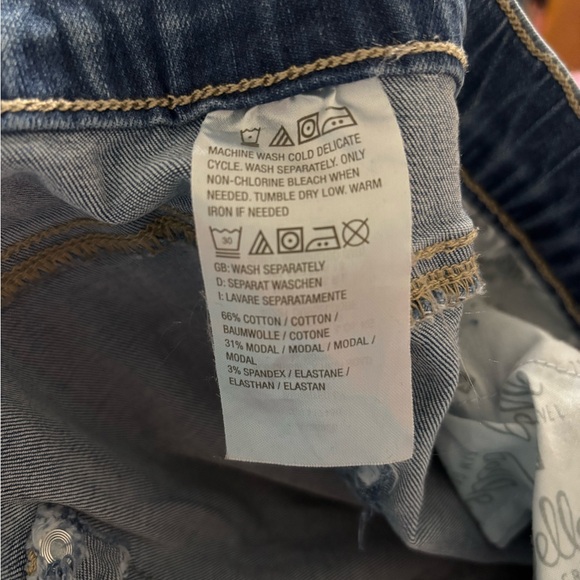 MACHINE WASH COLD DELICATE
CYCLE. WASH SEPARATELY. ONLY
NON-CHLORINE BLEACH WHEN
NEEDED. TUMBLE DRY LOW. WARM
IRON IF NEEDED
30
GB: WASH SEPARATELY
D: SEPARAT WASCHEN
I: LAVARE SEPARATAMENTE
66% COTTON / COTTON /
BAUMWOLLE / COTONE
31% MODAL / MODAL / MODAL /
MODAL
3% SPANDEX / ELASTANE /
ELASTHAN / ELASTAN